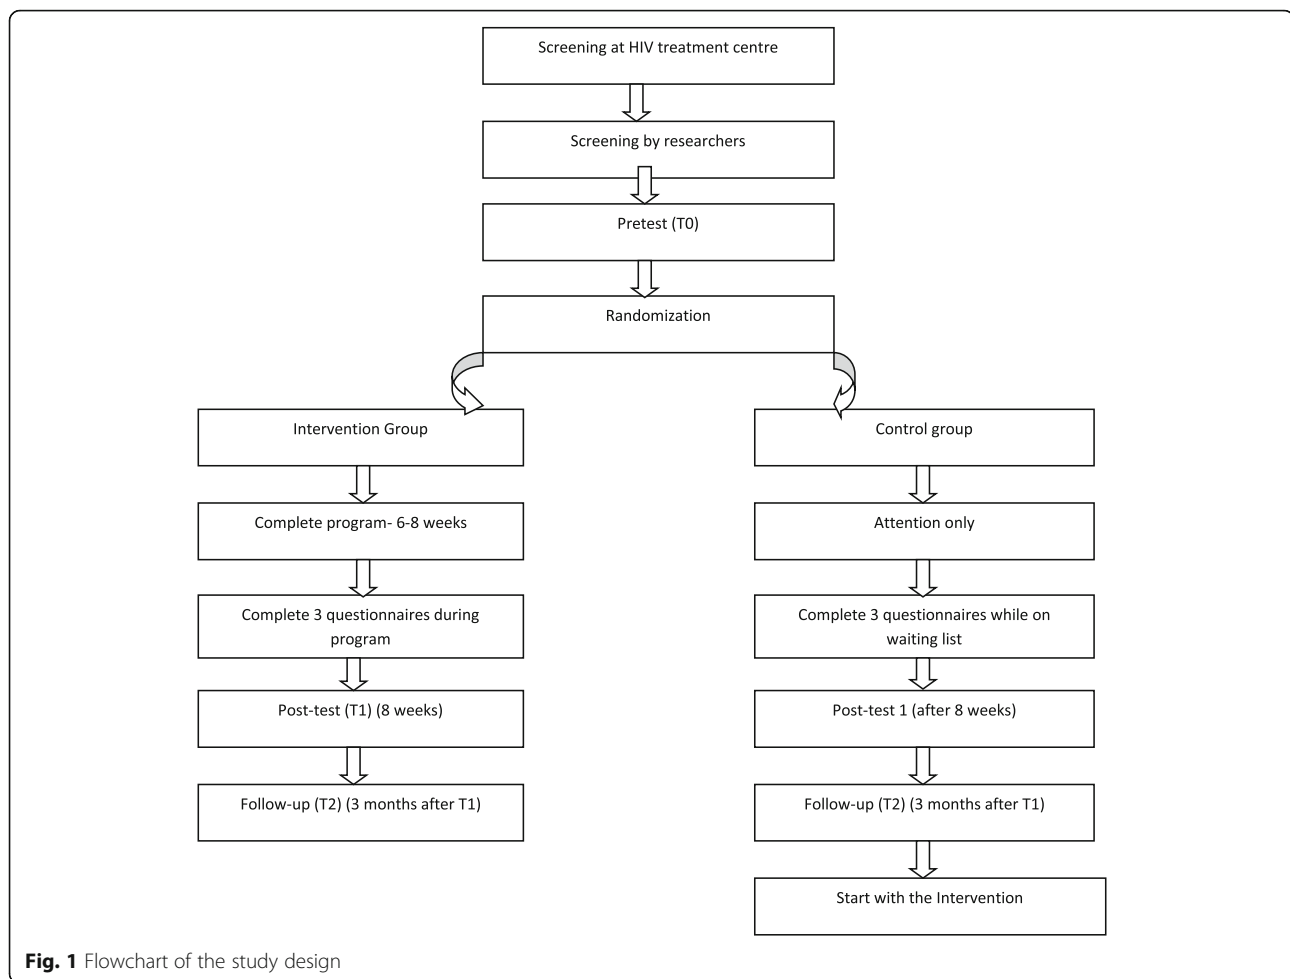 Screening at HIV treatment centre
Screening by researchers
Pretest (T0)
Randomization
Intervention Group
Complete program- 6-8 weeks
Complete 3 questionnaires during
program
Post-test (T1) (8 weeks)
Follow-up (T2) (3 months after T1)
Control group
Attention only
Complete 3 questionnaires while on
waiting list
Post-test 1 (after 8 weeks)
Follow-up (T2) (3 months after T1)
Start with the Intervention
Fig. 1 Flowchart of the study design